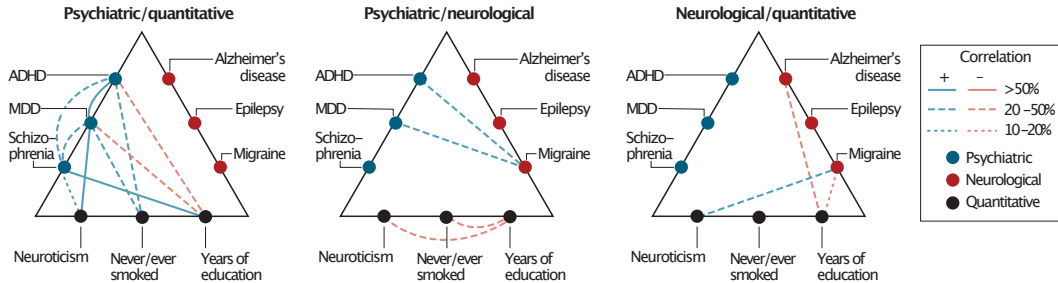 Psychiatric/quantitative
ADHD
MDD
Schizo–
phrenia
Alzheimer's
disease
Epilepsy
Migraine
Neuroticism
Never/ever
smoked
Years of
education
Psychiatric/neurological
ADHD
MDD
Schizo–
phrenia
Alzheimer's
disease
Epilepsy
Migraine
Neuroticism
Never/ever
smoked
Years of
education
Neurological/quantitative
ADHD
MDD
Schizo–
phrenia
Alzheimer's
disease
Epilepsy
Migraine
Neuroticism
Never/ever
smoked
Years of
education
Correlation
+ –
>50%
20–50%
10–20%
Psychiatric
Neurological
Quantitative